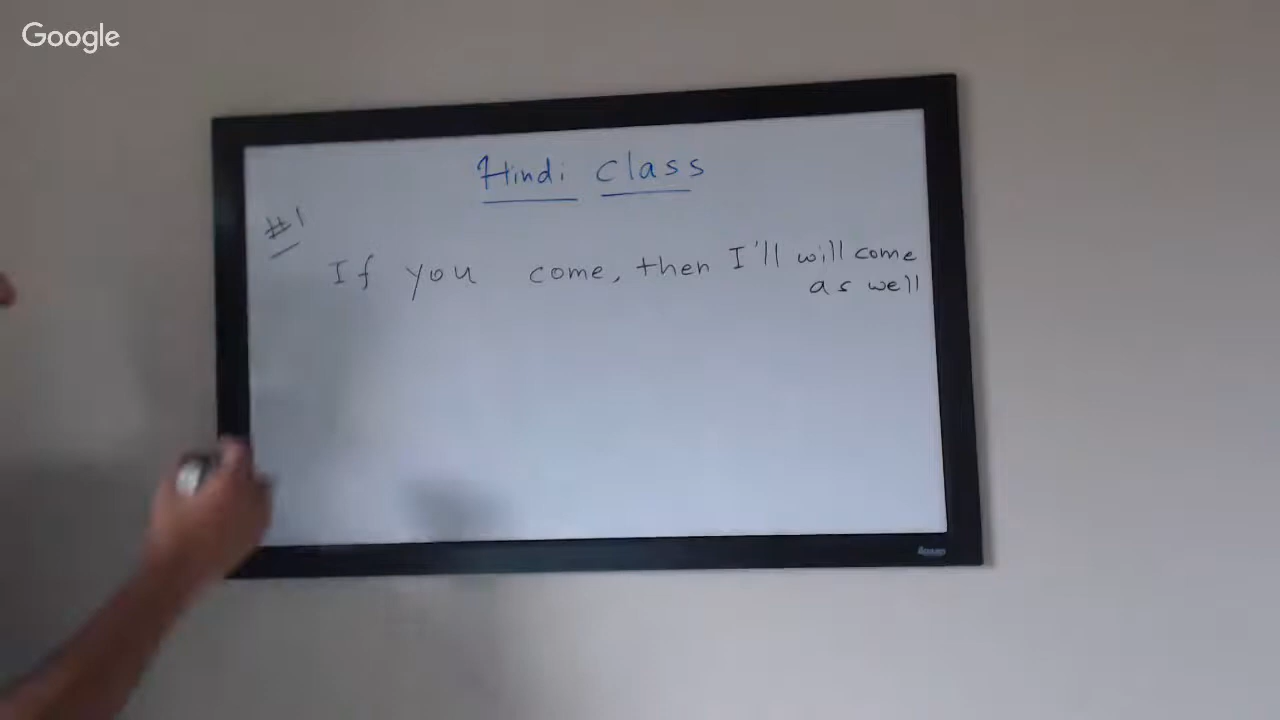 Google
Hindi class
#1
If you come, then I'll will come
as well